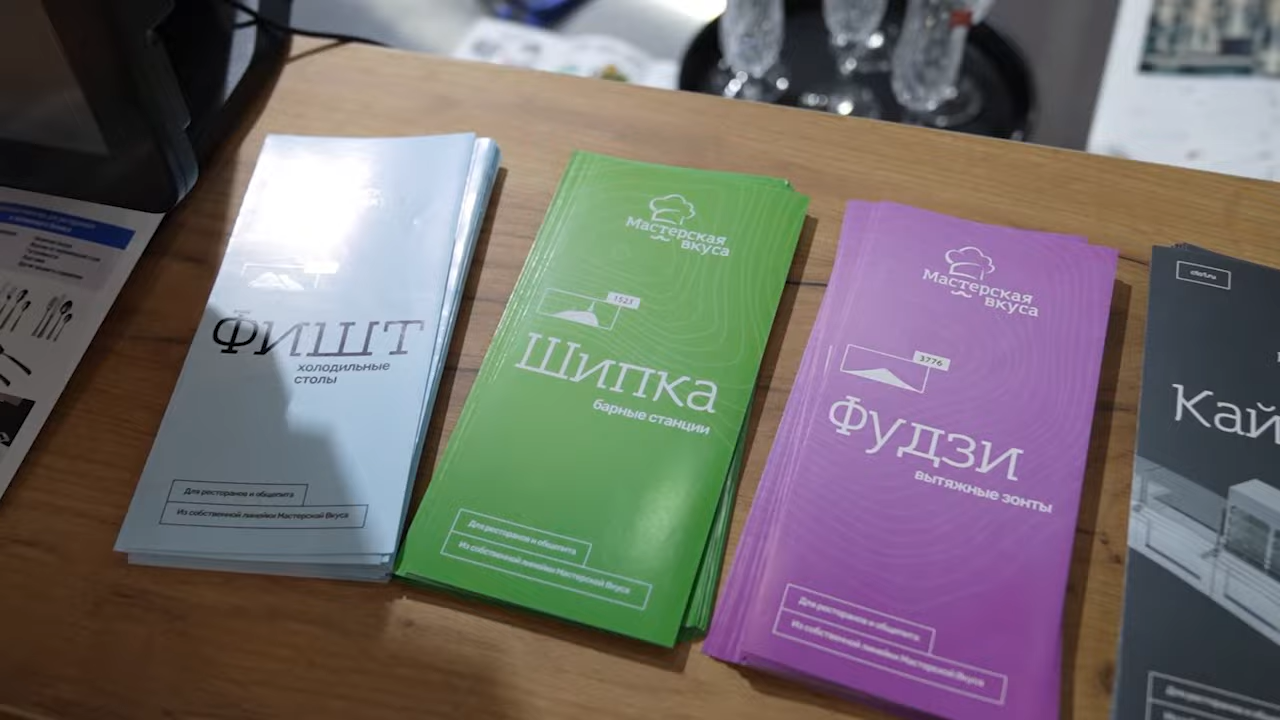 ФИШТ
холодильные
столы
Для ресторанов и общепита
Из собственной линейки Мастерской Вкуса
Мастерская
вкуса
1523
Шипка
барные станции
Для ресторанов и общепита
Из собственной линейки Мастерской Вкуса
Мастерская
вкуса
3776
Фудзи
вытяжные зонты
Для ресторанов и общепита
Из собственной линейки Мастерской Вкуса
Кай